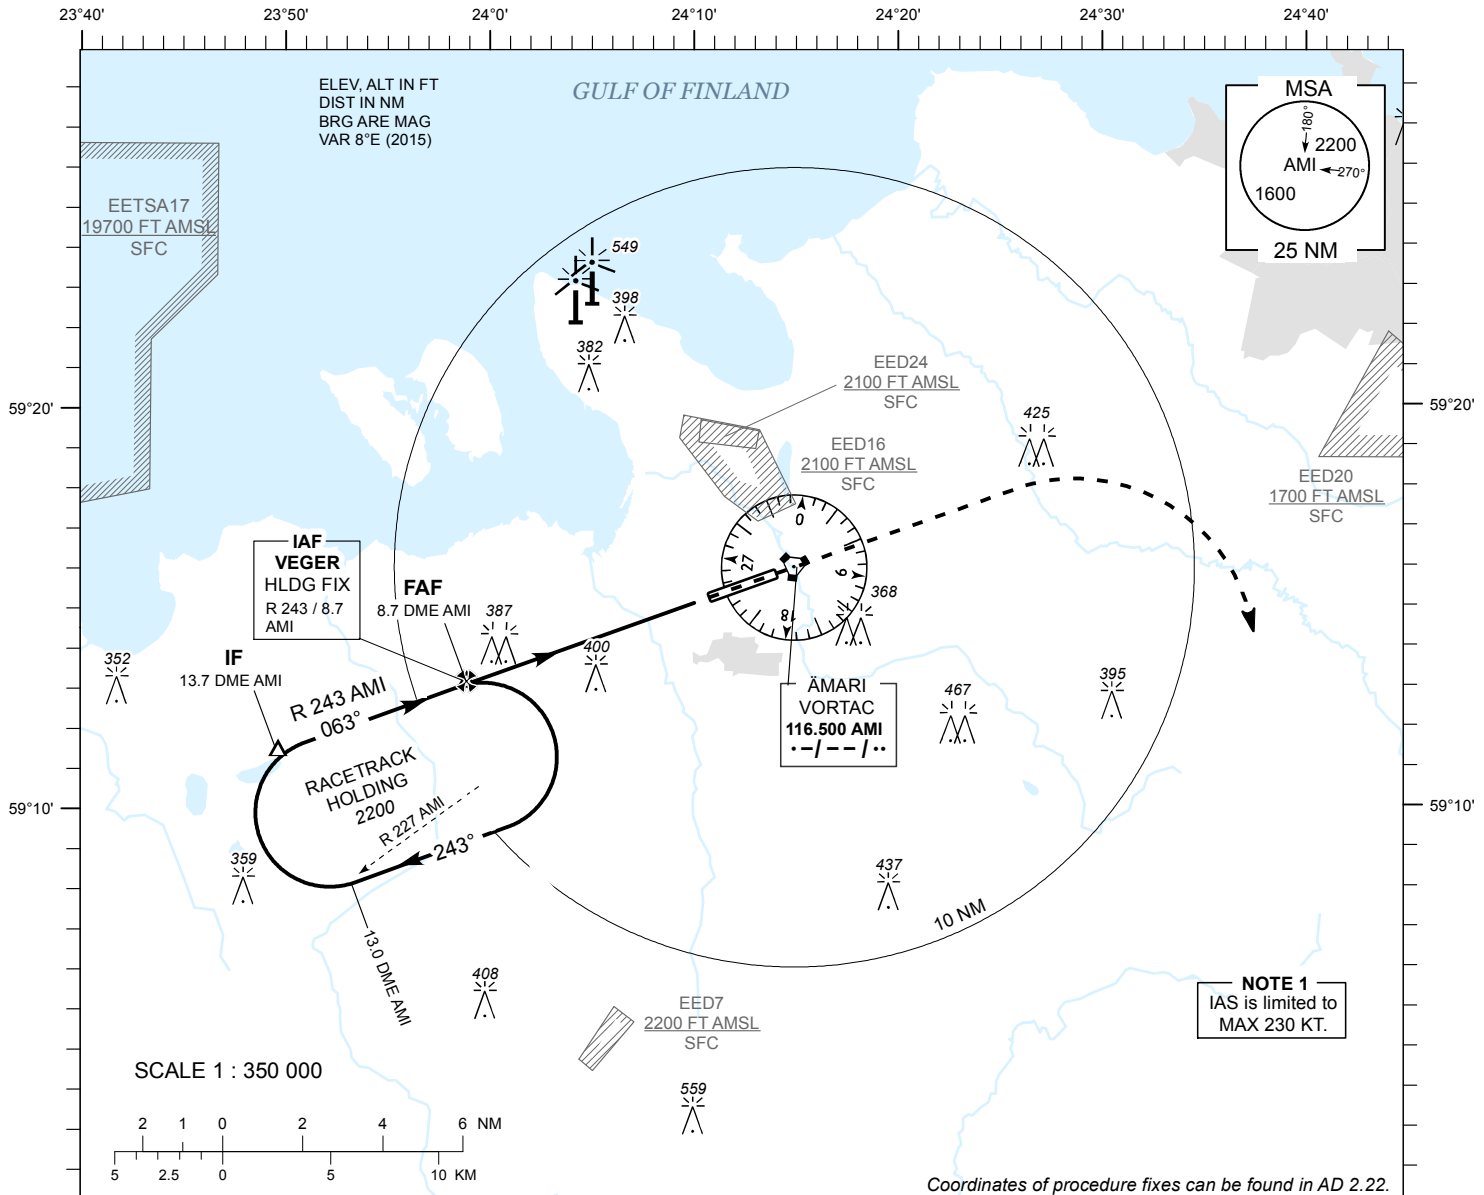 23°40'
23°50'
24°0'
24°10'
24°20'
24°30'
24°40'
ELEV, ALT IN FT
DIST IN NM
BRG ARE MAG
VAR 8°E (2015)
GULF OF FINLAND
MSA
180°
2200
AMI
270°
1600
25 NM
EETSA17
19700 FT AMSL
SFC
549
398
382
EED24
2100 FT AMSL
SFC
59°20'
59°20'
425
EED16
2100 FT AMSL
SFC
EED20
1700 FT AMSL
SFC
0
9
18
27
IAF
VEGER
HLDG FIX
R 243 / 8.7
AMI
FAF
8.7 DME AMI
387
368
400
352
IF
13.7 DME AMI
R 243 AMI
063°
395
467
ÄMARI
VORTAC
116.500 AMI
RACETRACK
HOLDING
2200
R 227 AMI
243°
59°10'
59°10'
359
437
10 NM
13.0 DME AMI
408
EED7
2200 FT AMSL
SFC
NOTE 1
IAS is limited to
MAX 230 KT.
SCALE 1 : 350 000
559
2 1 0 2 4 6 NM
5 2.5 0 5 10 KM
Coordinates of procedure fixes can be found in AD 2.22.